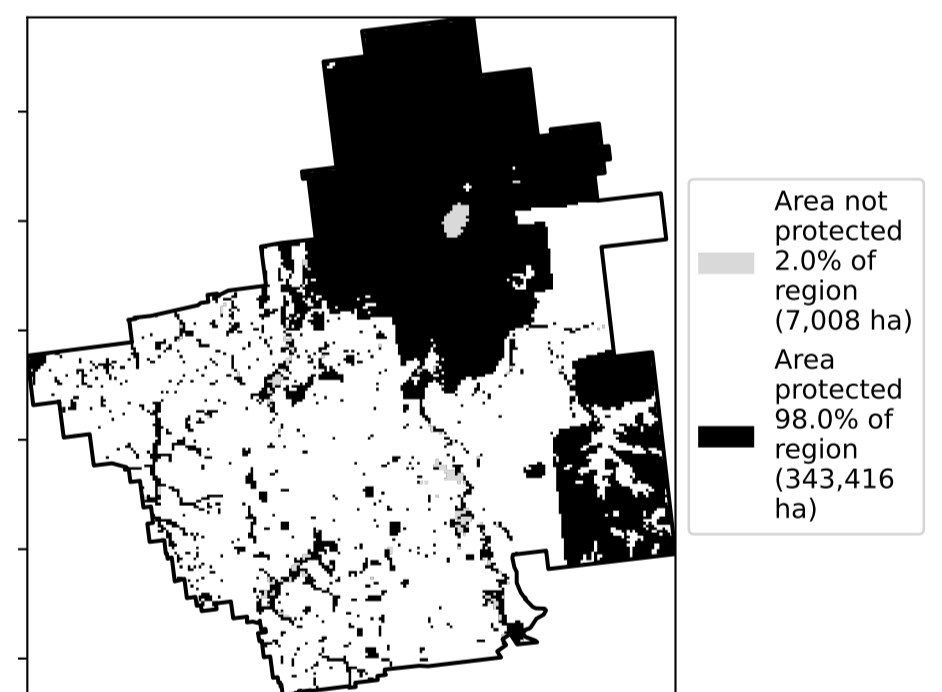 Area not
protected
2.0% of
region
(7,008 ha)
Area
protected
98.0% of
region
(343,416
ha)